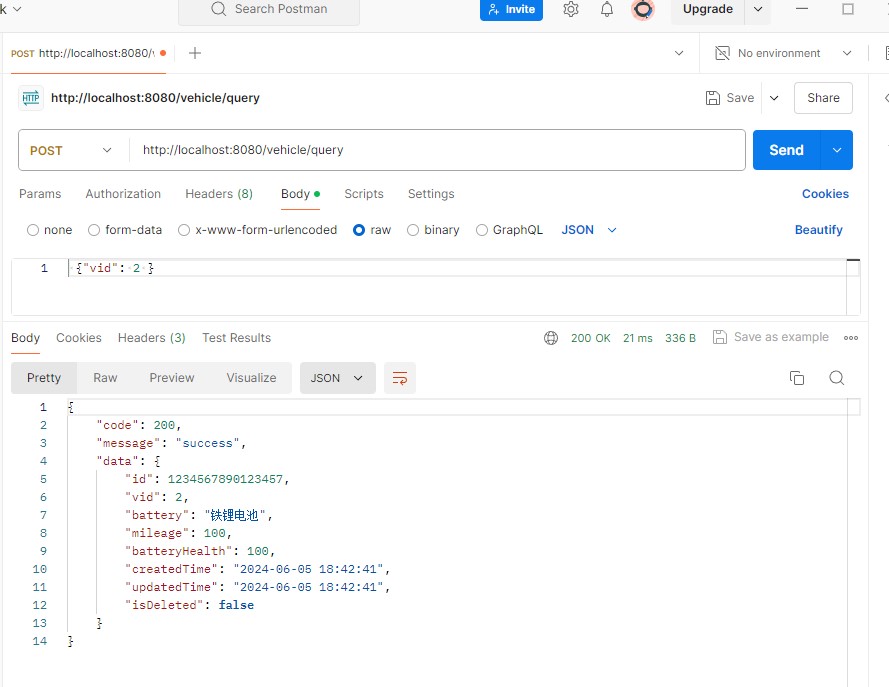 k
Search Postman
Invite
Upgrade
POST http://localhost:8080/
No environment
HTTP http://localhost:8080/vehicle/query
Save
Share
POST
http://localhost:8080/vehicle/query
Send
Params Authorization Headers (8) Body Scripts Settings Cookies
none form-data x-www-form-urlencoded raw binary GraphQL JSON Beautify
1 {"vid": 2 }
Body Cookies Headers (3) Test Results 200 OK 21 ms 336 B Save as example
Pretty Raw Preview Visualize JSON
1 {
2 "code": 200,
3 "message": "success",
4 "data": {
5 "id": 1234567890123457,
6 "vid": 2,
7 "battery": "铁锂电池",
8 "mileage": 100,
9 "batteryHealth": 100,
10 "createdTime": "2024-06-05 18:42:41",
11 "updatedTime": "2024-06-05 18:42:41",
12 "isDeleted": false
13 }
14 }